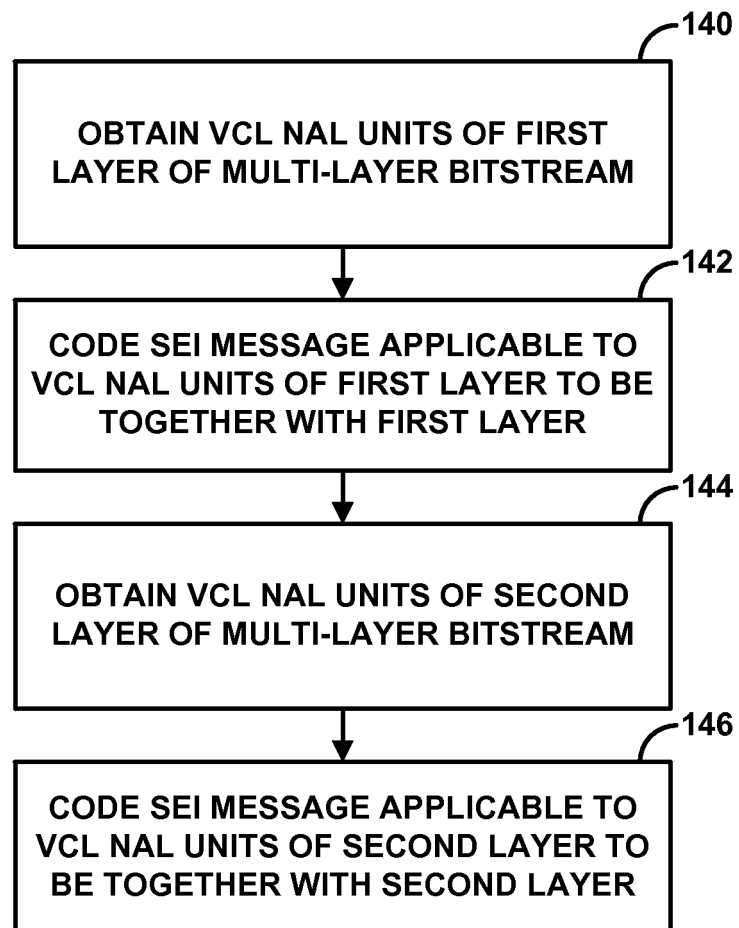 140
OBTAIN VCL NAL UNITS OF FIRST
LAYER OF MULTI-LAYER BITSTREAM
142
CODE SEI MESSAGE APPLICABLE TO
VCL NAL UNITS OF FIRST LAYER TO BE
TOGETHER WITH FIRST LAYER
144
OBTAIN VCL NAL UNITS OF SECOND
LAYER OF MULTI-LAYER BITSTREAM
146
CODE SEI MESSAGE APPLICABLE TO
VCL NAL UNITS OF SECOND LAYER TO
BE TOGETHER WITH SECOND LAYER